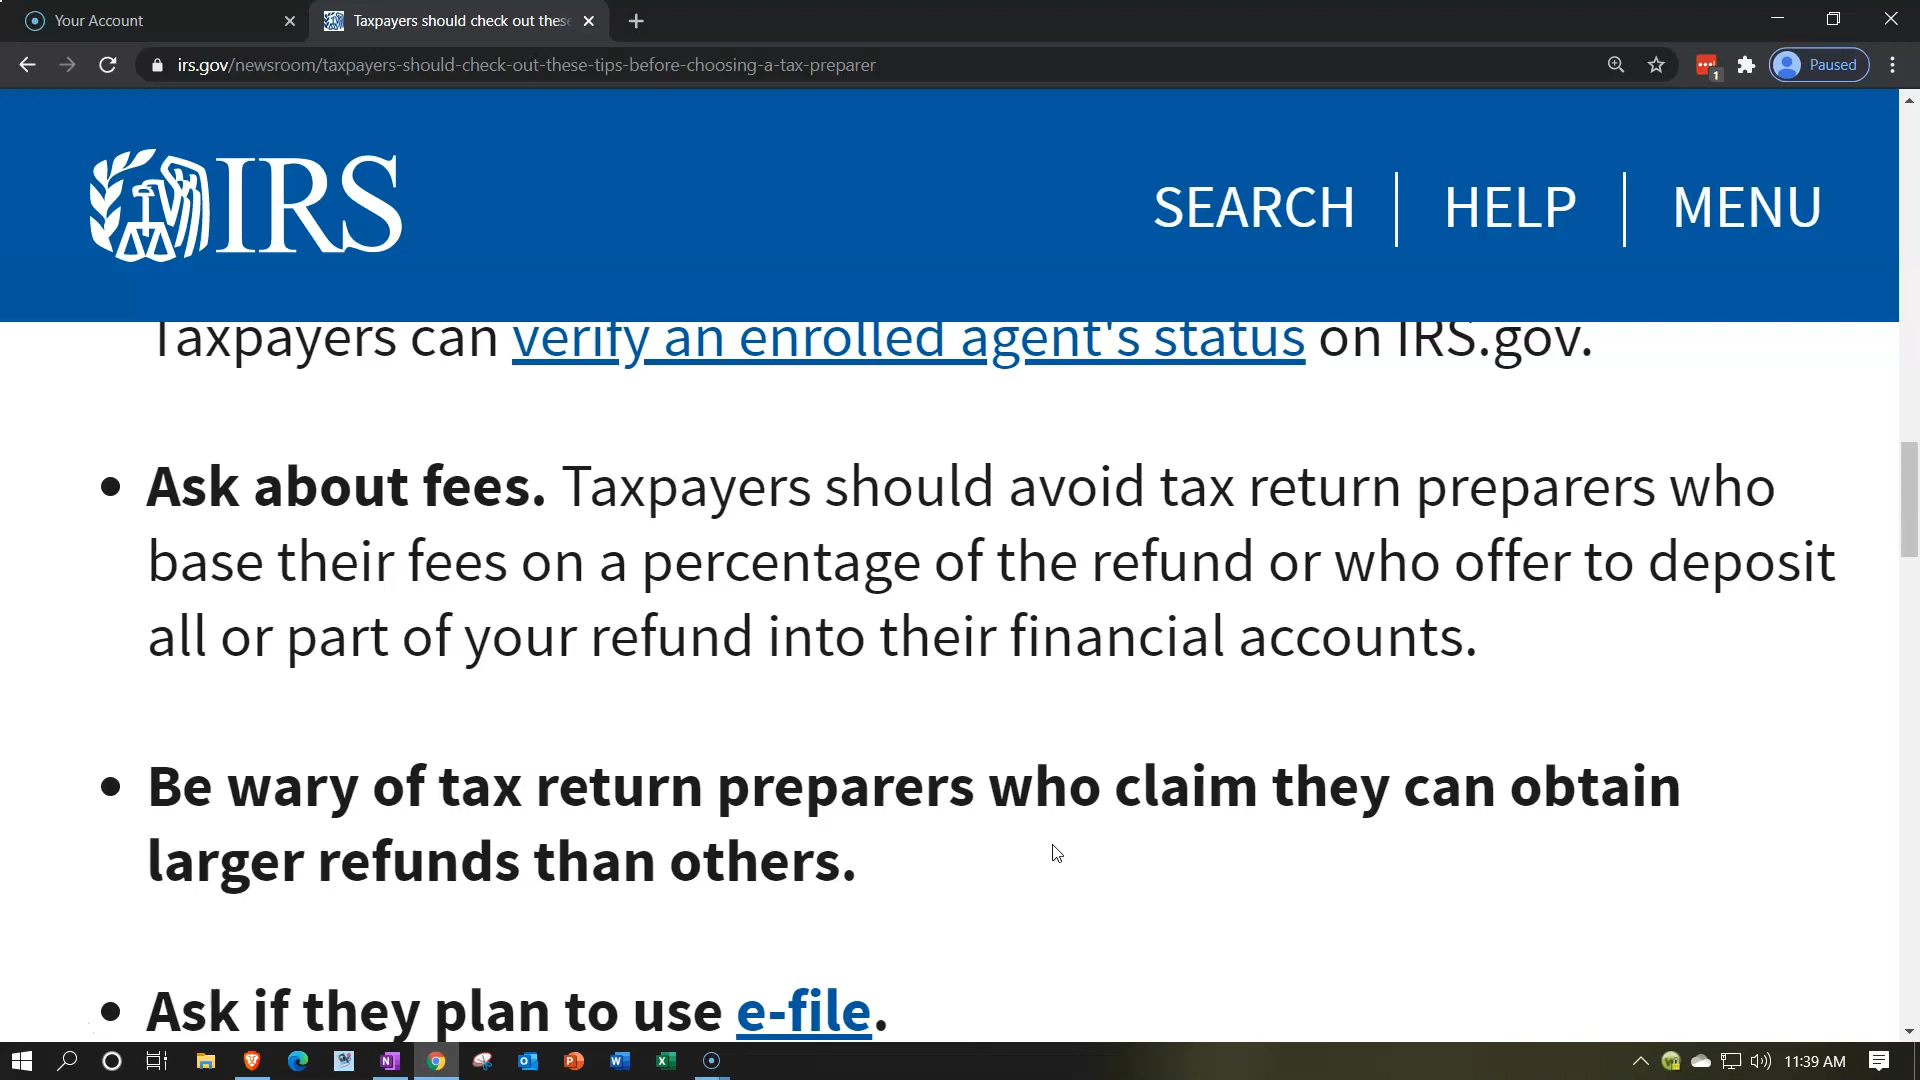 Your Account
Taxpayers should check out these
irs.gov/newsroom/taxpayers-should-check-out-these-tips-before-choosing-a-tax-preparer
1
Paused
IRS
SEARCH
HELP
MENU
Taxpayers can verify an enrolled agent's status on IRS.gov.
• Ask about fees. Taxpayers should avoid tax return preparers who
base their fees on a percentage of the refund or who offer to deposit
all or part of your refund into their financial accounts.
• Be wary of tax return preparers who claim they can obtain
larger refunds than others.
• Ask if they plan to use e-file.
11:39 AM